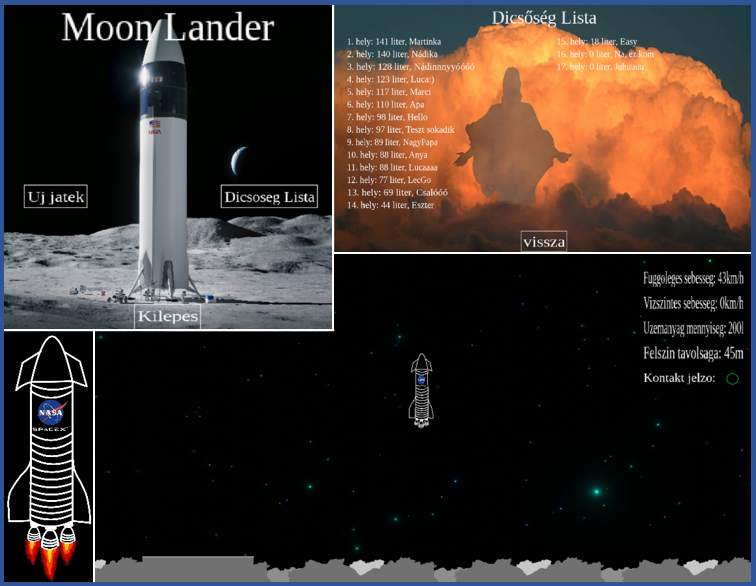 Moon Lander
NASA
Uj jatek
Dicsoseg Lista
Kilepes
Dicsőség Lista
1. hely: 141 liter, Martinka
2. hely: 140 liter, Nádika
3. hely: 128 liter, Nádinnnyyóóóó
4. hely: 123 liter, Luca:)
5. hely: 117 liter, Marci
6. hely: 110 liter, Apa
7. hely: 98 liter, Hello
8. hely: 97 liter, Teszt sokadik
9. hely: 89 liter, NagyPapa
10. hely: 88 liter, Anya
11. hely: 88 liter, Lucaaaa
12. hely: 77 liter, LecGo
13. hely: 69 liter, Csalóóó
14. hely: 44 liter, Eszter
15. hely: 18 liter, Easy
16. hely: 0 liter, Na, ez kom
17. hely: 0 liter, Juhuuuu
vissza
NASA
SPACEX
Fuggoleges sebesseg: 43km/h
Vizszintes sebesseg: 0km/h
Uzemanyag mennyiseg: 200l
Felszin tavolsaga: 45m
Kontakt jelzo: